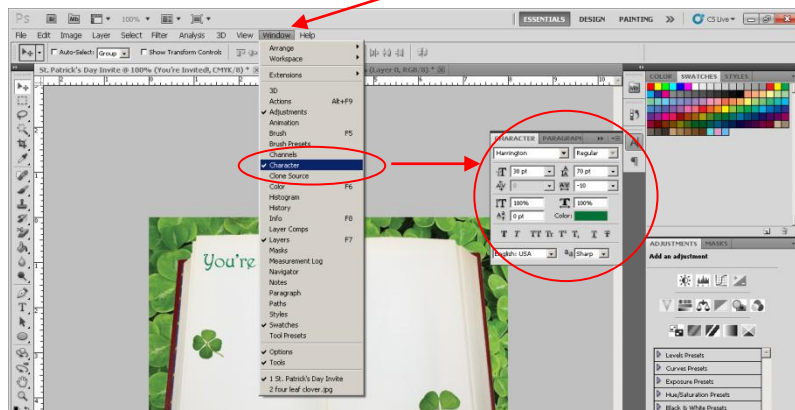 Ps Br Mb 100% ESSENTIALS DESIGN PAINTING CS Live
File Edit Image Layer Select Filter Analysis 3D View Window Help
Auto-Select: Group Show Transform Controls
St. Patrick's Day Invite @ 100% (You're Invited!, CMYK/8) * (Layer 0, RGB/8) *
Arrange
Workspace
Extensions
3D
Actions Alt+F9
Adjustments
Animation
Brush F5
Brush Presets
Channels
Character
Clone Source
Color F6
Histogram
History
Info F8
Layer Comps
Layers F7
Masks
Measurement Log
Navigator
Notes
Paragraph
Paths
Styles
Swatches
Tool Presets
Options
Tools
1 St. Patrick's Day Invite
2 four leaf clover.jpg
You're
CHARACTER PARAGRAPH
Harrington Regular
30 pt 70 pt
0 -10
100% 100%
0 pt Color:
English: USA Sharp
COLOR SWATCHES STYLES
ADJUSTMENTS MASKS
Add an adjustment
Levels Presets
Curves Presets
Exposure Presets
Hue/Saturation Presets
Black & White Presets